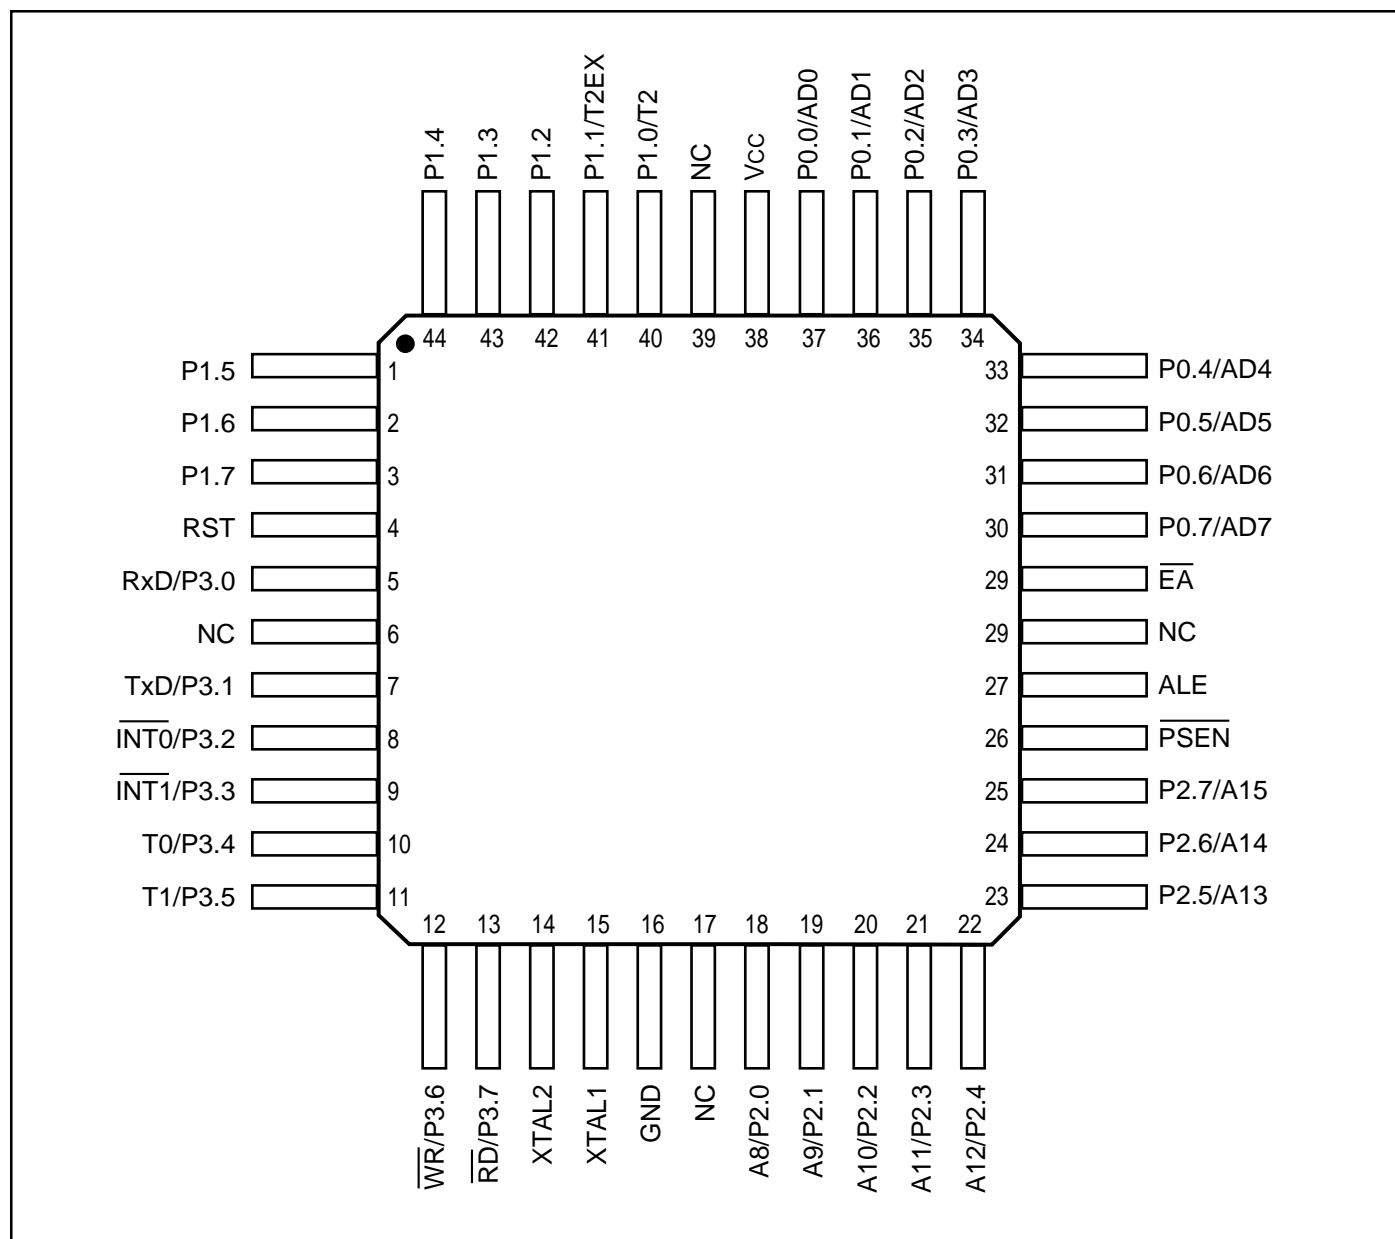 P1.4
P1.3
P1.2
P1.1/T2EX
P1.0/T2
NC
VCC
P0.0/AD0
P0.1/AD1
P0.2/AD2
P0.3/AD3
44 43 42 41 40 39 38 37 36 35 34
P1.5 1
33 P0.4/AD4
P1.6 2
32 P0.5/AD5
P1.7 3
31 P0.6/AD6
RST 4
30 P0.7/AD7
RxD/P3.0 5
29 E̅A̅
NC 6
29 NC
TxD/P3.1 7
27 ALE
I̅N̅T̅0̅/P3.2 8
26 P̅S̅E̅N̅
I̅N̅T̅1̅/P3.3 9
25 P2.7/A15
T0/P3.4 10
24 P2.6/A14
T1/P3.5 11
23 P2.5/A13
12 13 14 15 16 17 18 19 20 21 22
W̅R̅/P3.6
R̅D̅/P3.7
XTAL2
XTAL1
GND
NC
A8/P2.0
A9/P2.1
A10/P2.2
A11/P2.3
A12/P2.4